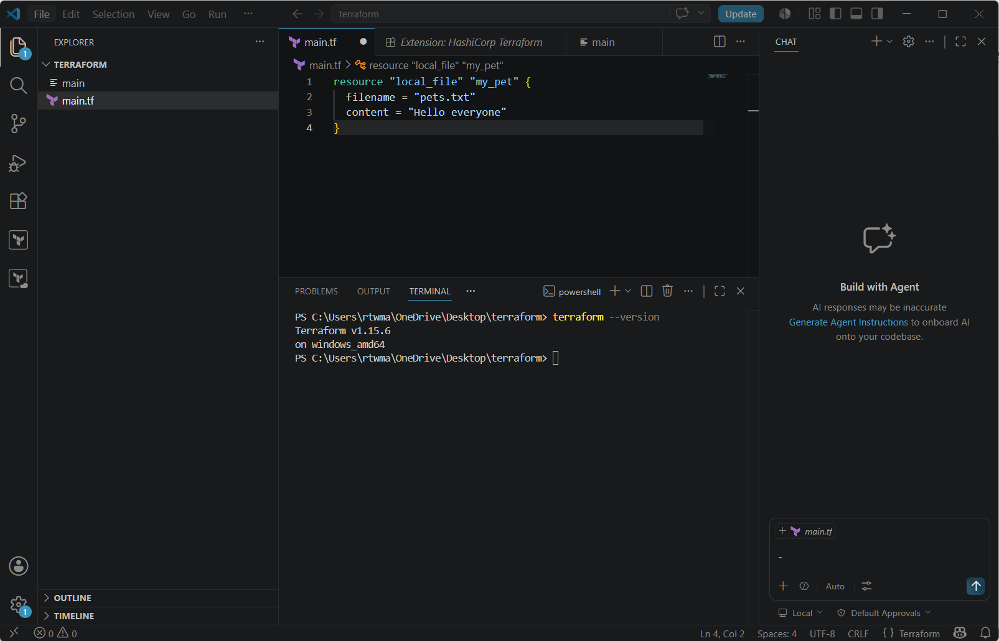 File Edit Selection View Go Run ··· terraform Update
EXPLORER ···
TERRAFORM
main
main.tf
OUTLINE
TIMELINE
1
1
main.tf Extension: HashiCorp Terraform main ···
main.tf > resource "local_file" "my_pet"
1 resource "local_file" "my_pet" {
2 filename = "pets.txt"
3 content = "Hello everyone"
4 }
PROBLEMS OUTPUT TERMINAL ··· powershell ···
PS C:\Users\rtwma\OneDrive\Desktop\terraform> terraform --version
Terraform v1.15.6
on windows_amd64
PS C:\Users\rtwma\OneDrive\Desktop\terraform>
CHAT ···
Build with Agent
AI responses may be inaccurate
Generate Agent Instructions to onboard AI
onto your codebase.
+ main.tf
-
Auto
Local Default Approvals
0 0 Ln 4, Col 2 Spaces: 4 UTF-8 CRLF { } Terraform